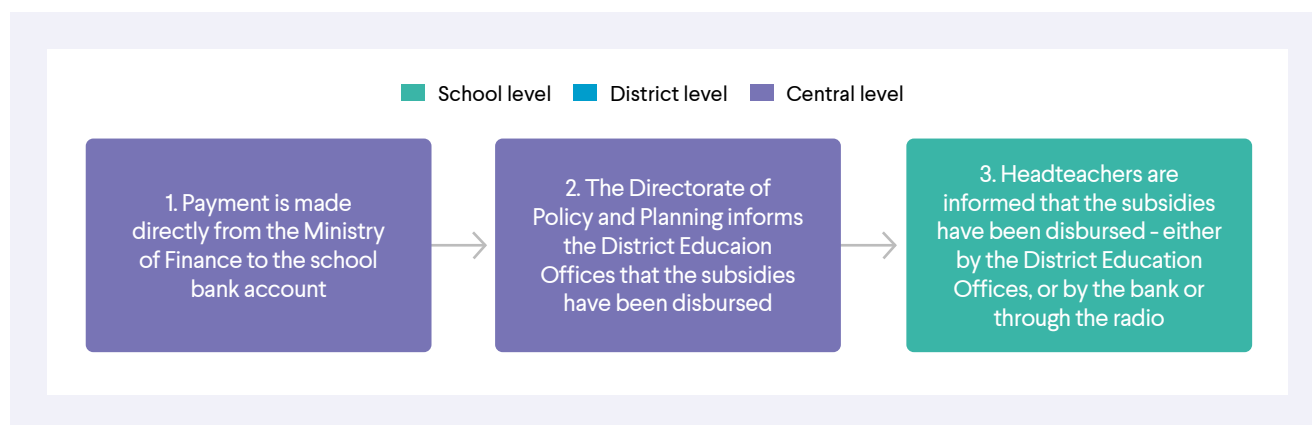 School level
District level
Central level
1. Payment is made
directly from the Ministry
of Finance to the school
bank account
2. The Directorate of
Policy and Planning informs
the District Educaion
Offices that the subsidies
have been disbursed
3. Headteachers are
informed that the subsidies
have been disbursed - either
by the District Education
Offices, or by the bank or
through the radio